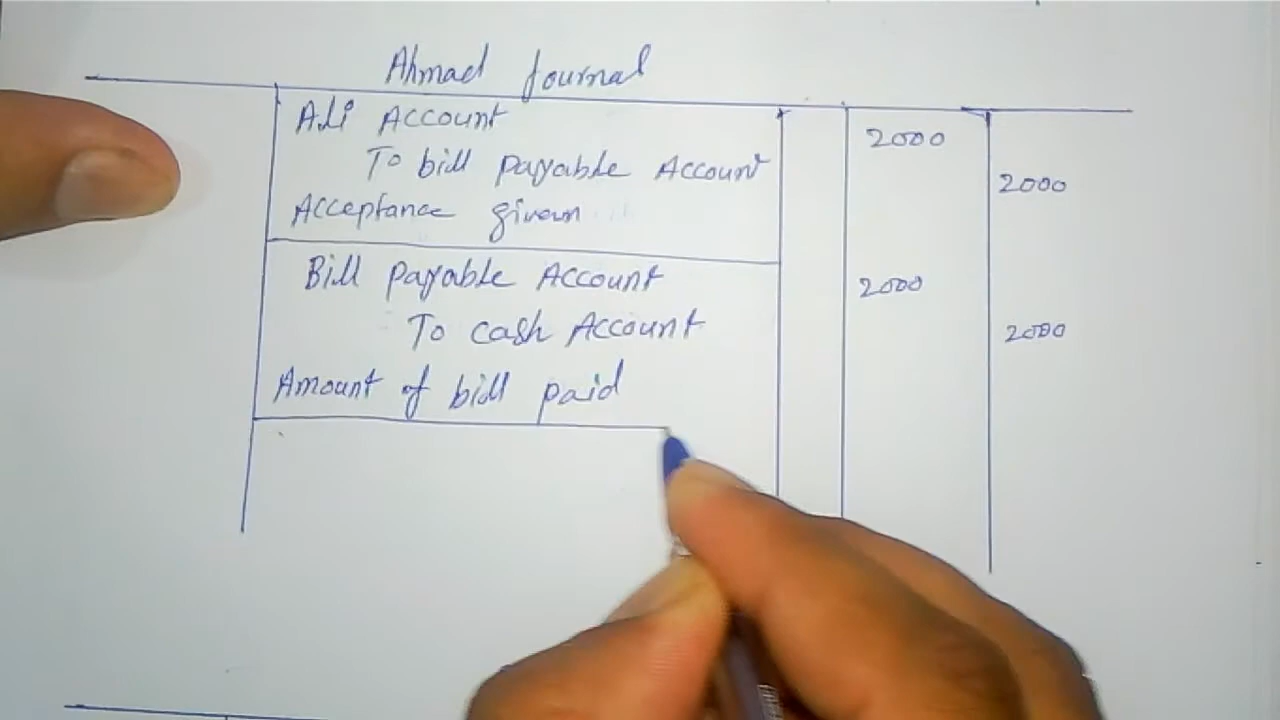 Ahmad Journal
Ali Account 2000
To bill payable Account 2000
Acceptance given
Bill payable Account 2000
To cash Account 2000
Amount of bill paid